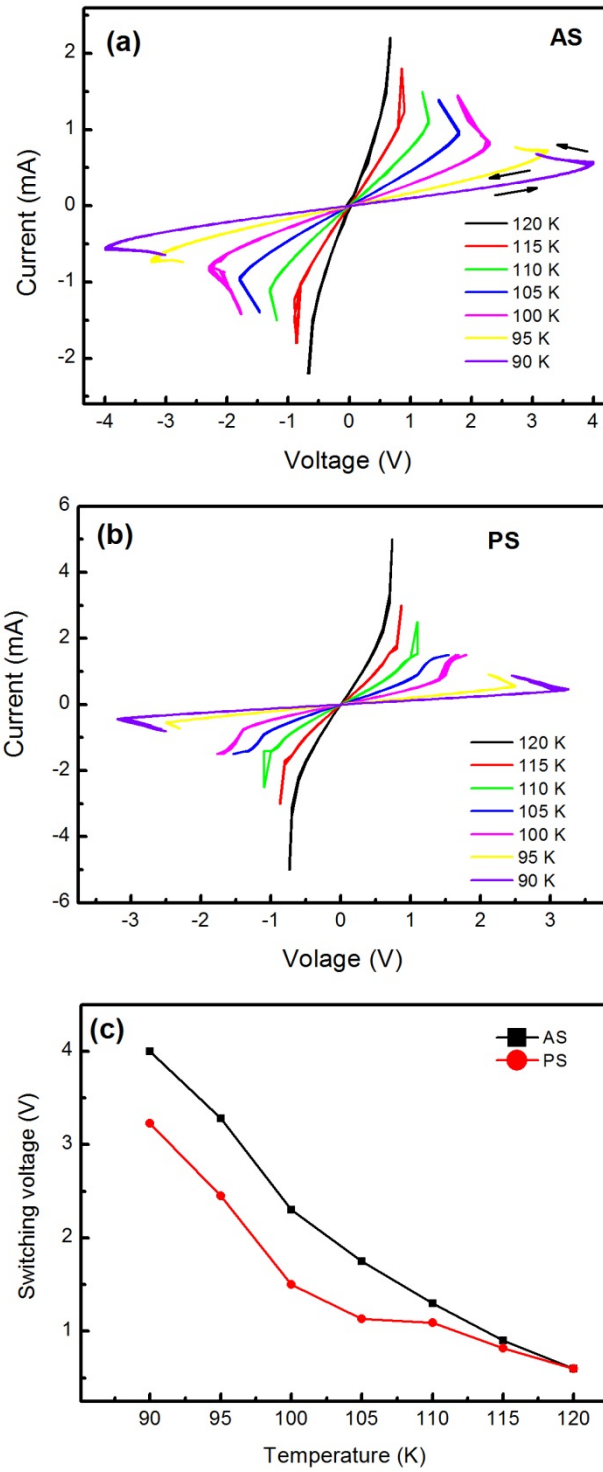 (a)
AS
2
1
0
-1
-2
Current (mA)
120 K
115 K
110 K
105 K
100 K
95 K
90 K
-4 -3 -2 -1 0 1 2 3 4
Voltage (V)
(b)
PS
6
4
2
0
-2
-4
-6
Current (mA)
120 K
115 K
110 K
105 K
100 K
95 K
90 K
-3 -2 -1 0 1 2 3
Volage (V)
(c)
AS
PS
4
3
2
1
Switching voltage (V)
90 95 100 105 110 115 120
Temperature (K)